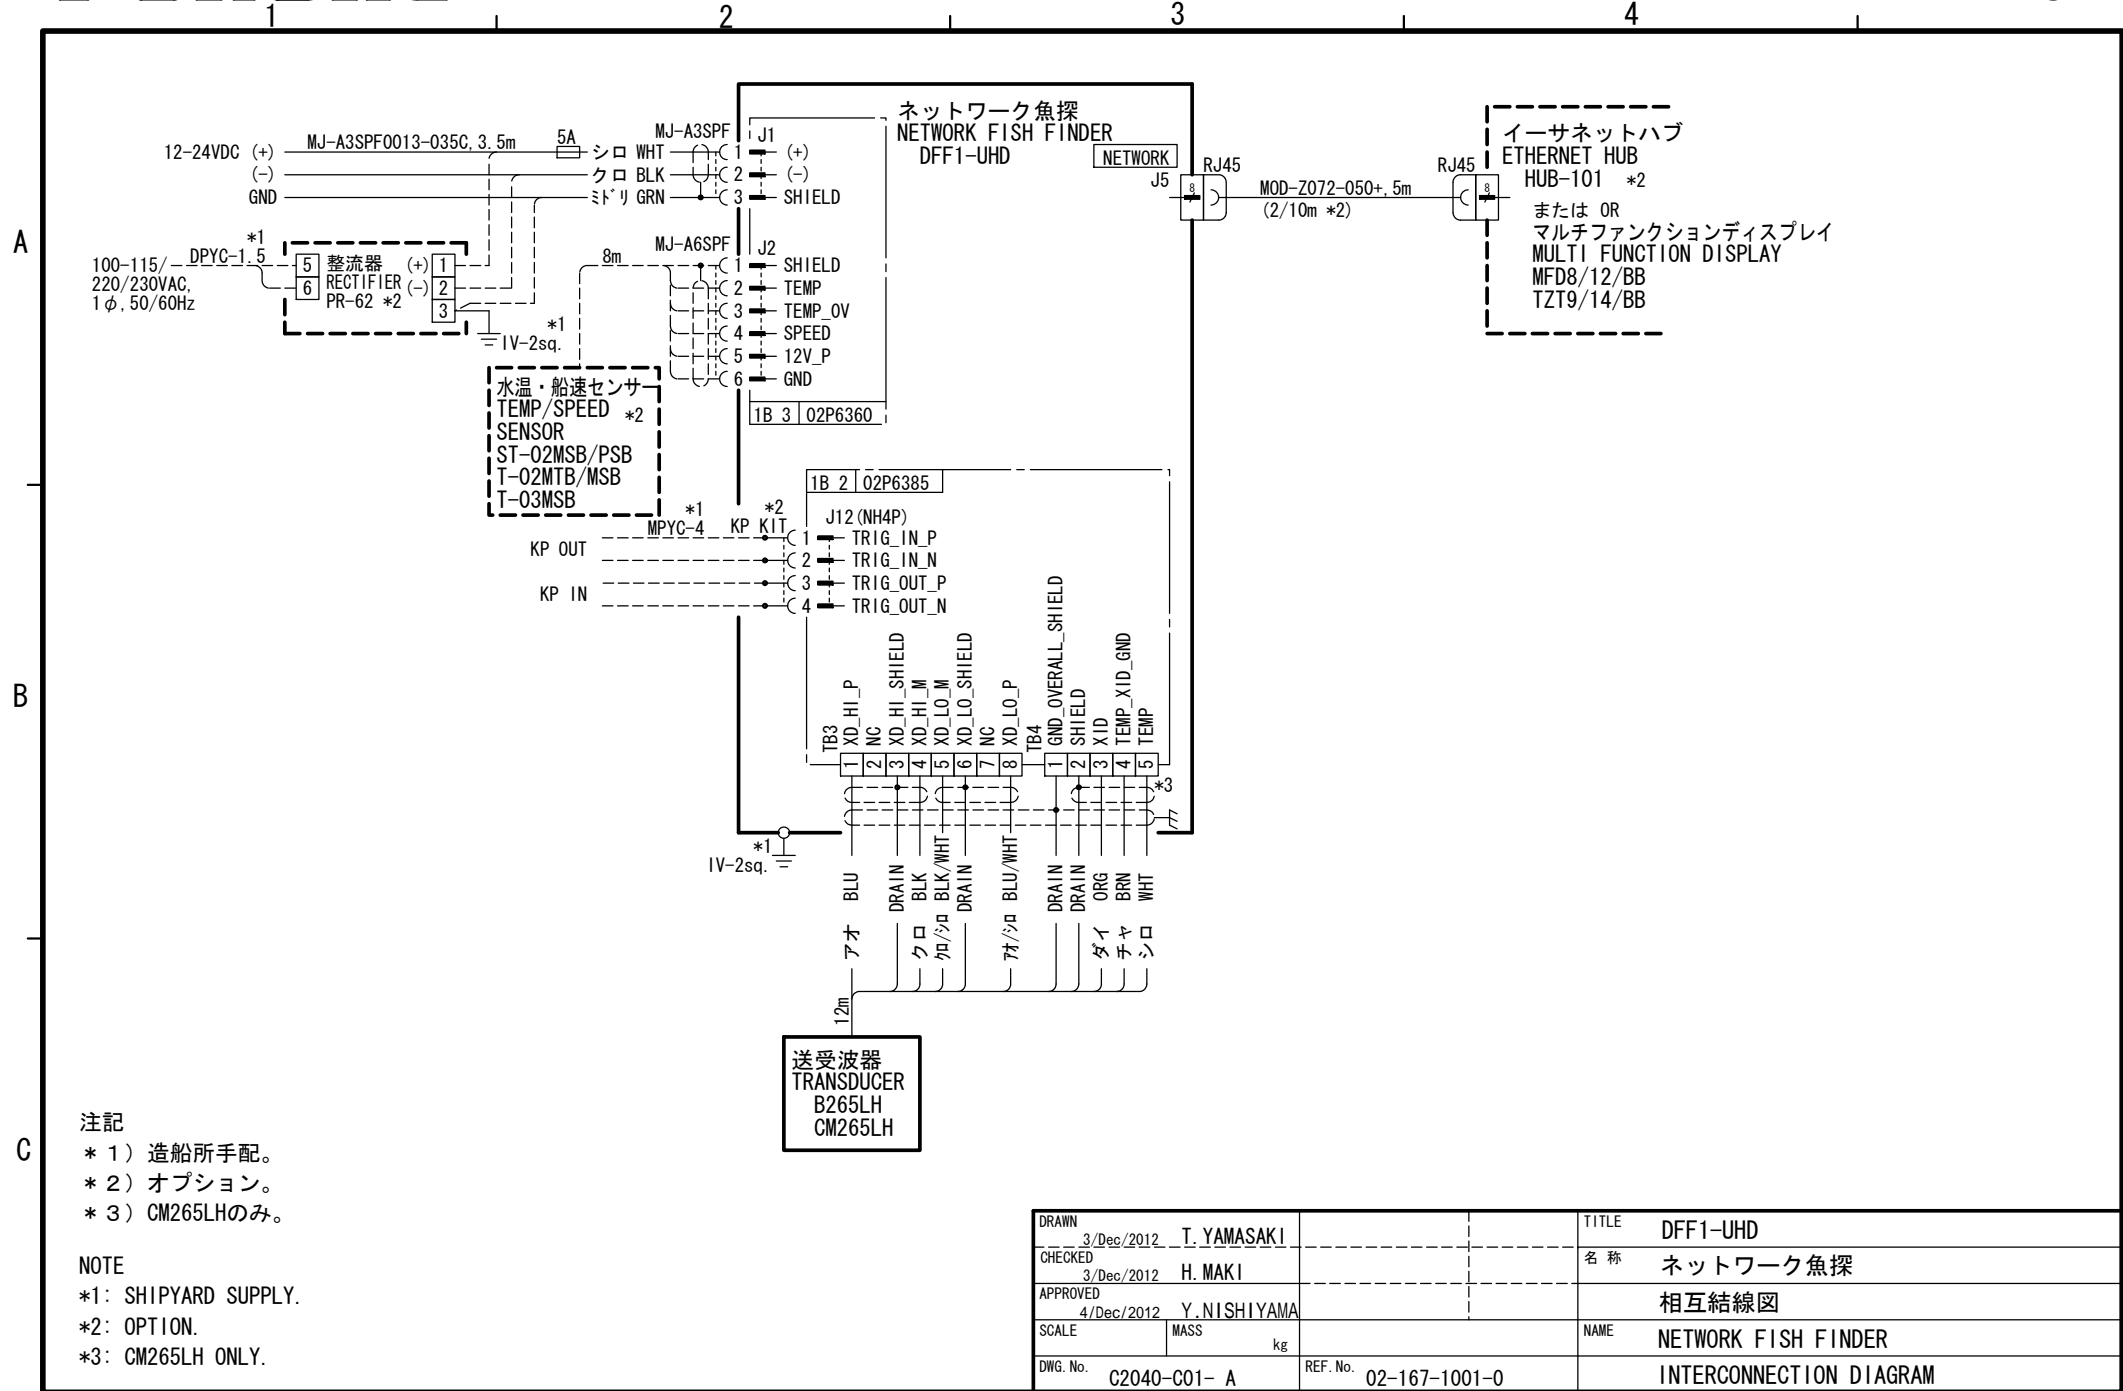 1
2
3
4
A
B
C
ネットワーク魚探
NETWORK FISH FINDER
DFF1-UHD
12-24VDC (+)
(-)
GND
MJ-A3SPF0013-035C, 3.5m
5A
シロ WHT
クロ BLK
ミドリ GRN
MJ-A3SPF
J1
1 (+)
2 (-)
3 SHIELD
NETWORK
J5
8
RJ45
MOD-Z072-050+, 5m
(2/10m *2)
RJ45
8
イーサネットハブ
ETHERNET HUB
HUB-101 *2
または OR
マルチファンクションディスプレイ
MULTI FUNCTION DISPLAY
MFD8/12/BB
TZT9/14/BB
*1
DPYC-1.5
100-115/
220/230VAC,
1φ, 50/60Hz
5
6
整流器
RECTIFIER
PR-62 *2
(+) 1
(-) 2
3
*1
IV-2sq.
8m
MJ-A6SPF
J2
1 SHIELD
2 TEMP
3 TEMP_0V
4 SPEED
5 12V_P
6 GND
1B 3 02P6360
水温・船速センサー
TEMP/SPEED *2
SENSOR
ST-02MSB/PSB
T-02MTB/MSB
T-03MSB
1B 2 02P6385
*1
MPYC-4
*2
KP KIT
J12(NH4P)
KP OUT
KP IN
1 TRIG_IN_P
2 TRIG_IN_N
3 TRIG_OUT_P
4 TRIG_OUT_N
TB3
XD_HI_P
NC
XD_HI_SHIELD
XD_HI_M
XD_LO_M
XD_LO_SHIELD
NC
XD_LO_P
TB4
GND_OVERALL_SHIELD
SHIELD
XID
TEMP_XID_GND
TEMP
1 2 3 4 5 6 7 8
1 2 3 4 5
*3
*1
IV-2sq.
アオ BLU
DRAIN
クロ BLK
クロ/シロ BLK/WHT
DRAIN
アオ/シロ BLU/WHT
DRAIN
DRAIN
ダイ ORG
チャ BRN
シロ WHT
12m
送受波器
TRANSDUCER
B265LH
CM265LH
注記
*1) 造船所手配。
*2) オプション。
*3) CM265LHのみ。
NOTE
*1: SHIPYARD SUPPLY.
*2: OPTION.
*3: CM265LH ONLY.
DRAWN
3/Dec/2012 T. YAMASAKI
CHECKED
3/Dec/2012 H. MAKI
APPROVED
4/Dec/2012 Y.NISHIYAMA
SCALE
MASS
kg
DWG. No. C2040-C01- A
REF. No. 02-167-1001-0
TITLE DFF1-UHD
名称 ネットワーク魚探
相互結線図
NAME NETWORK FISH FINDER
INTERCONNECTION DIAGRAM